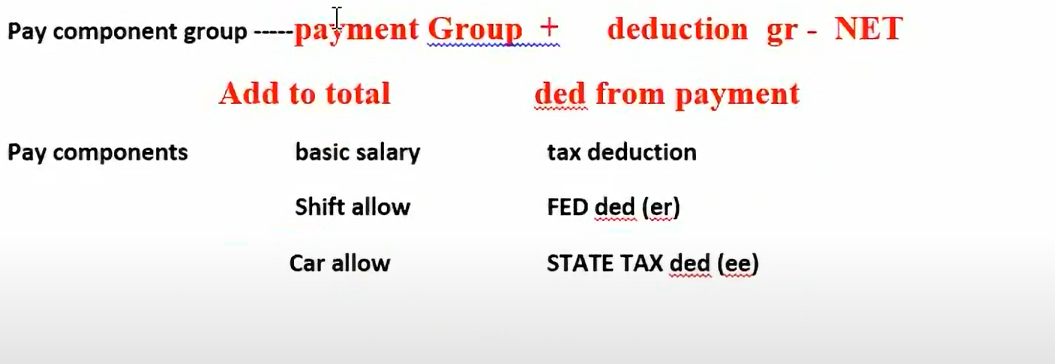 Pay component group -----payment Group + deduction gr - NET
Add to total ded from payment
Pay components basic salary tax deduction
Shift allow FED ded (er)
Car allow STATE TAX ded (ee)